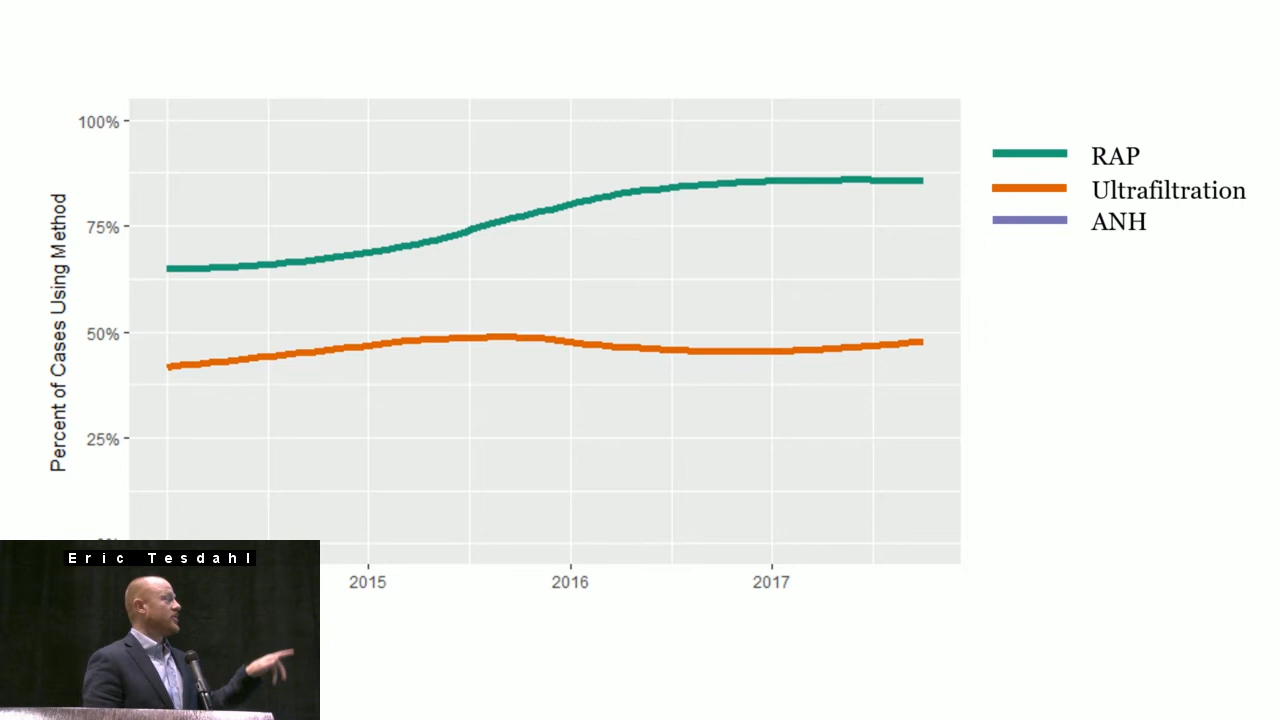 100%
75%
50%
25%
Percent of Cases Using Method
2015
2016
2017
RAP
Ultrafiltration
ANH
Eric Tesdahl